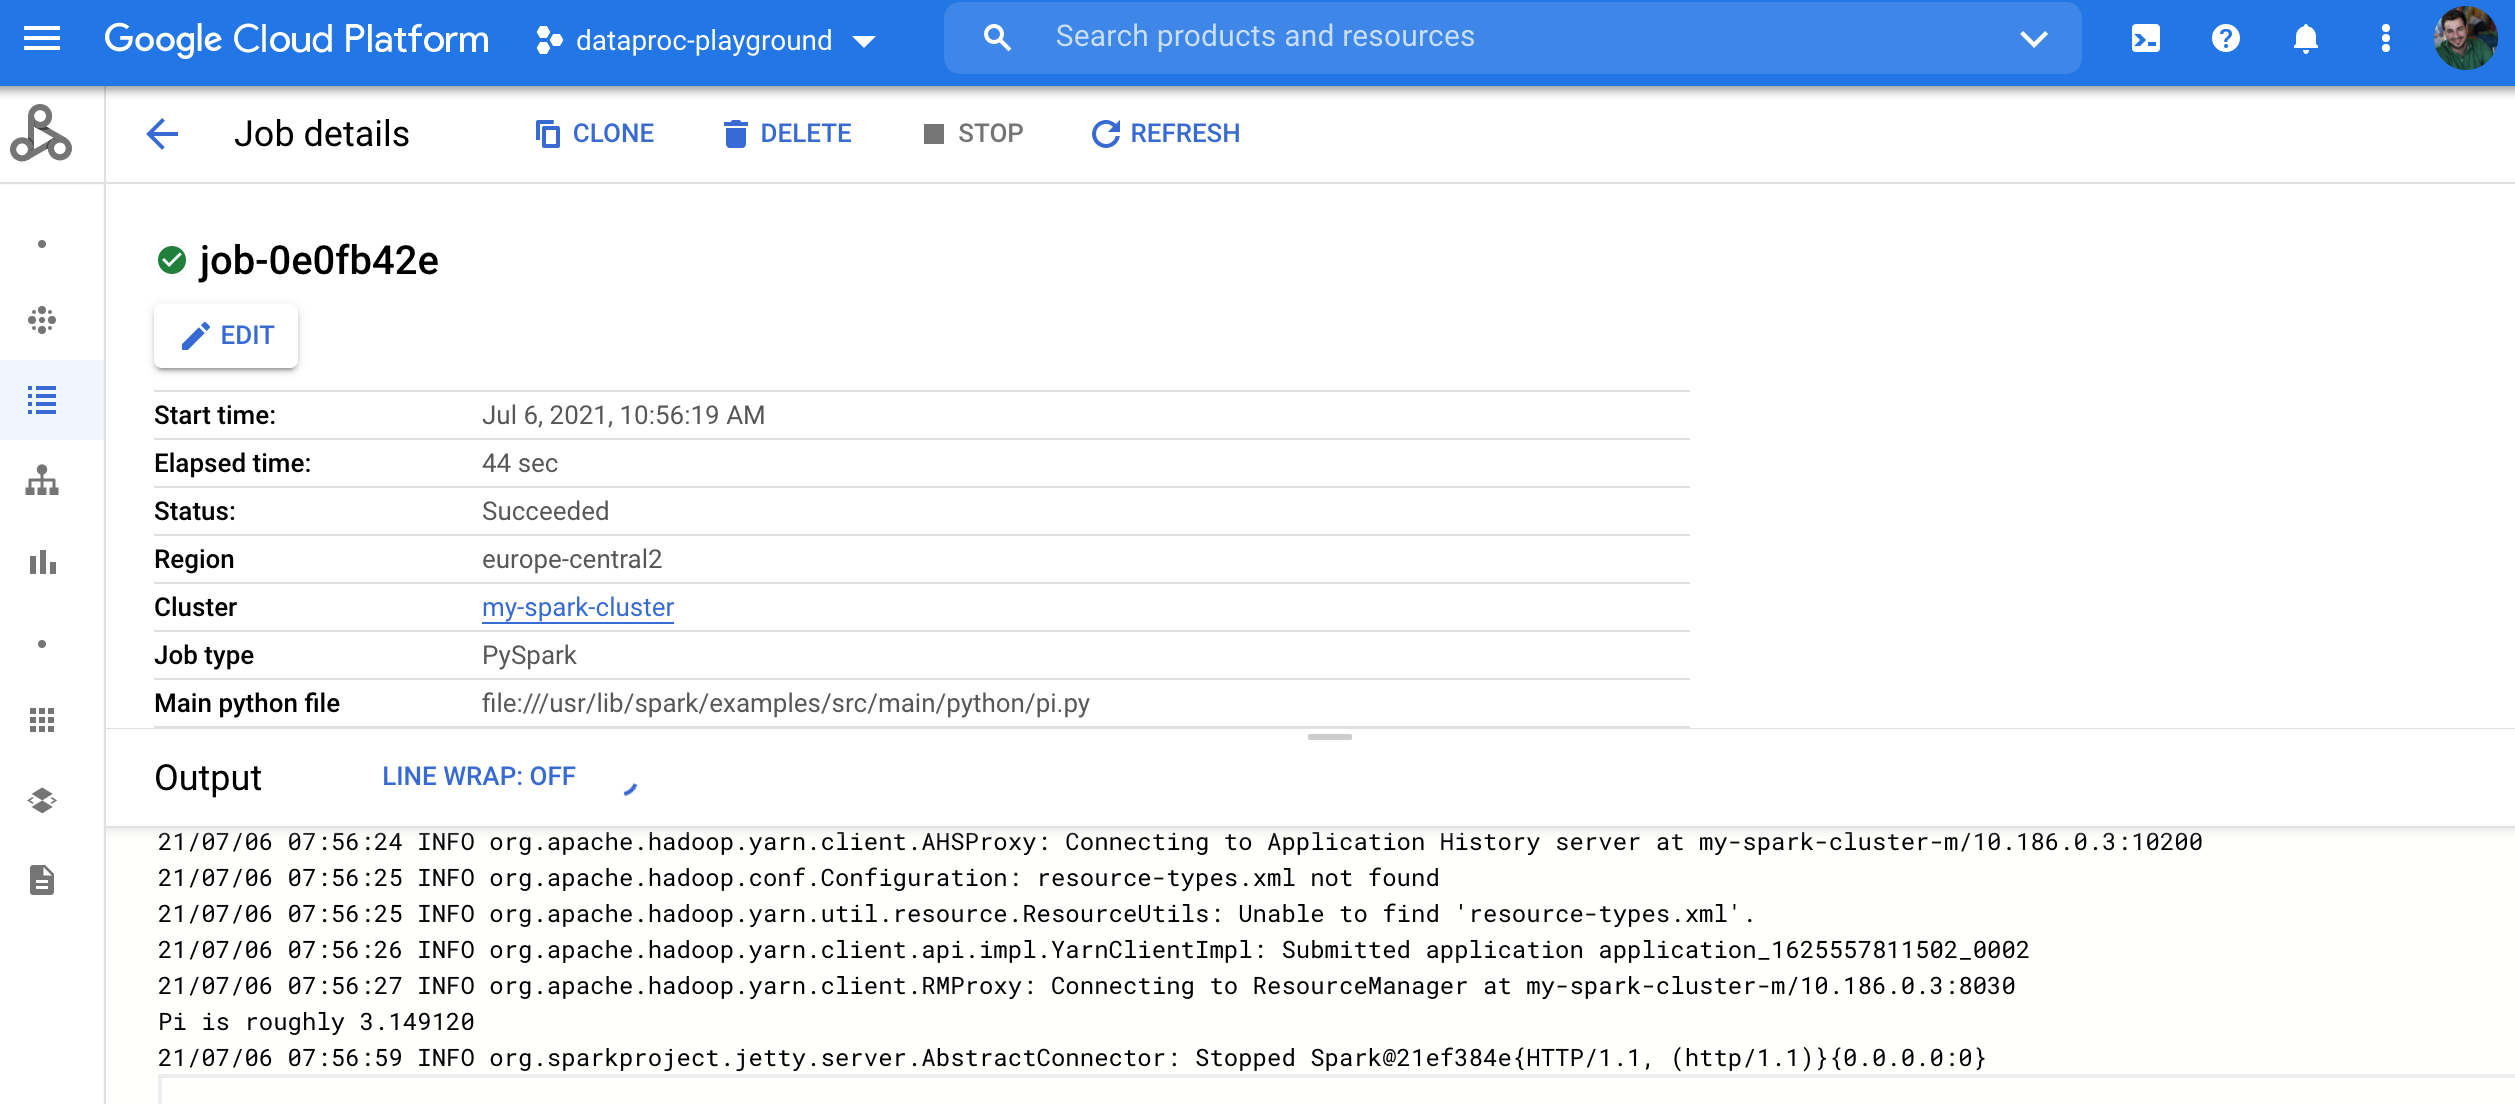 Google Cloud Platform dataproc-playground Search products and resources
Job details CLONE DELETE STOP REFRESH
job-0e0fb42e
EDIT
Start time: Jul 6, 2021, 10:56:19 AM
Elapsed time: 44 sec
Status: Succeeded
Region europe-central2
Cluster my-spark-cluster
Job type PySpark
Main python file file:///usr/lib/spark/examples/src/main/python/pi.py
Output LINE WRAP: OFF
21/07/06 07:56:24 INFO org.apache.hadoop.yarn.client.AHSProxy: Connecting to Application History server at my-spark-cluster-m/10.186.0.3:10200
21/07/06 07:56:25 INFO org.apache.hadoop.conf.Configuration: resource-types.xml not found
21/07/06 07:56:25 INFO org.apache.hadoop.yarn.util.resource.ResourceUtils: Unable to find 'resource-types.xml'.
21/07/06 07:56:26 INFO org.apache.hadoop.yarn.client.api.impl.YarnClientImpl: Submitted application application_1625557811502_0002
21/07/06 07:56:27 INFO org.apache.hadoop.yarn.client.RMProxy: Connecting to ResourceManager at my-spark-cluster-m/10.186.0.3:8030
Pi is roughly 3.149120
21/07/06 07:56:59 INFO org.sparkproject.jetty.server.AbstractConnector: Stopped Spark@21ef384e{HTTP/1.1, (http/1.1)}{0.0.0.0:0}